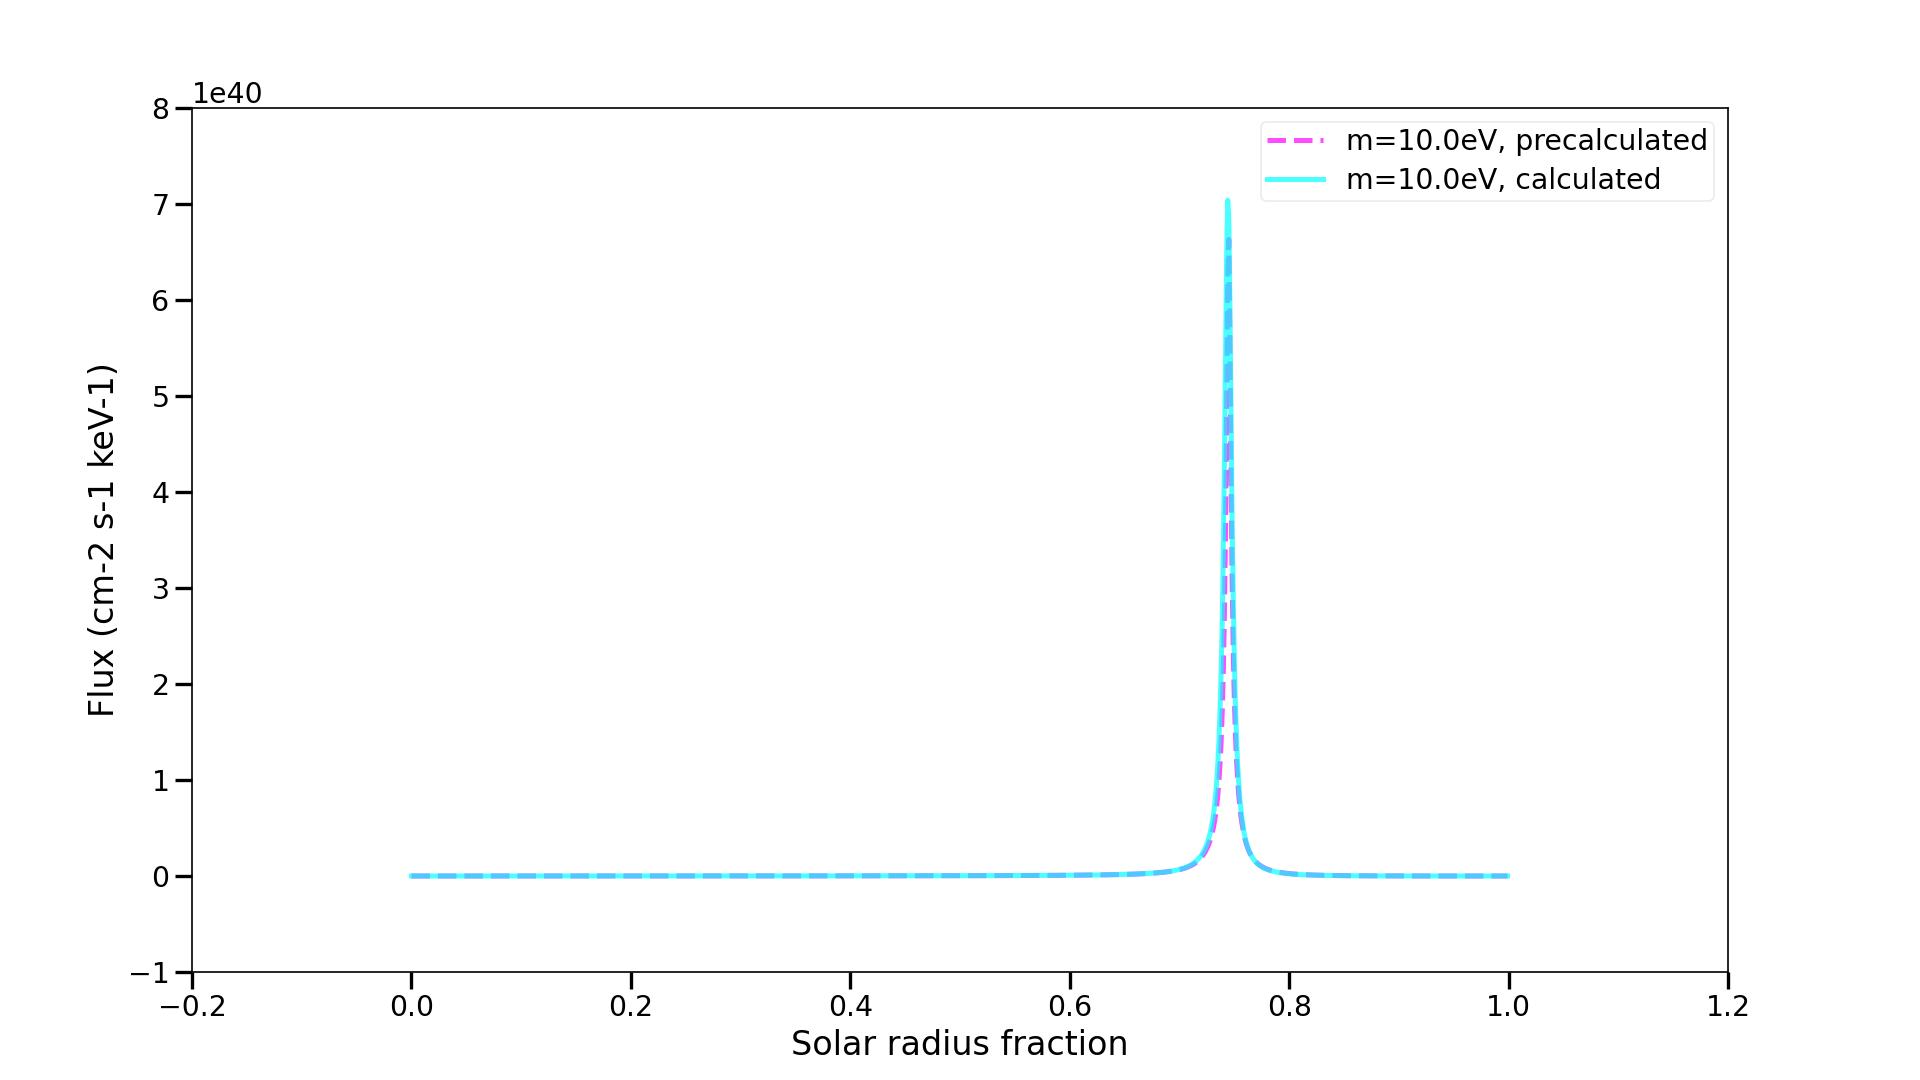 1e40
m=10.0eV, precalculated
m=10.0eV, calculated
8
7
6
5
4
3
2
1
0
−1
Flux (cm-2 s-1 keV-1)
−0.2 0.0 0.2 0.4 0.6 0.8 1.0 1.2
Solar radius fraction